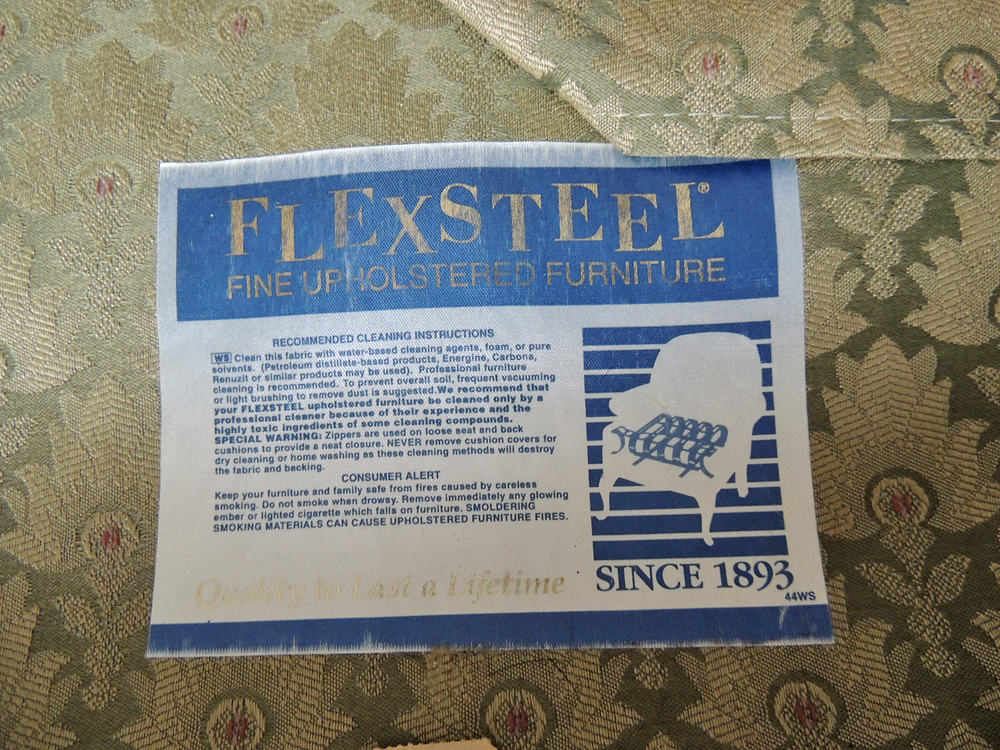 FLEXSTEEL®
FINE UPHOLSTERED FURNITURE
RECOMMENDED CLEANING INSTRUCTIONS
WS Clean this fabric with water-based cleaning agents, foam, or pure
solvents. (Petroleum distillate-based products, Energine, Carbona,
Renuzit or similar products may be used). Professional furniture
cleaning is recommended. To prevent overall soil, frequent vacuuming
or light brushing to remove dust is suggested.We recommend that
your FLEXSTEEL upholstered furniture be cleaned only by a
professional cleaner because of their experience and the
highly toxic ingredients of some cleaning compounds.
SPECIAL WARNING: Zippers are used on loose seat and back
cushions to provide a neat closure. NEVER remove cushion covers for
dry cleaning or home washing as these cleaning methods will destroy
the fabric and backing.
CONSUMER ALERT
Keep your furniture and family safe from fires caused by careless
smoking. Do not smoke when drowsy. Remove immediately any glowing
ember or lighted cigarette which falls on furniture. SMOLDERING
SMOKING MATERIALS CAN CAUSE UPHOLSTERED FURNITURE FIRES.
Quality to Last a Lifetime
SINCE 1893
44WS